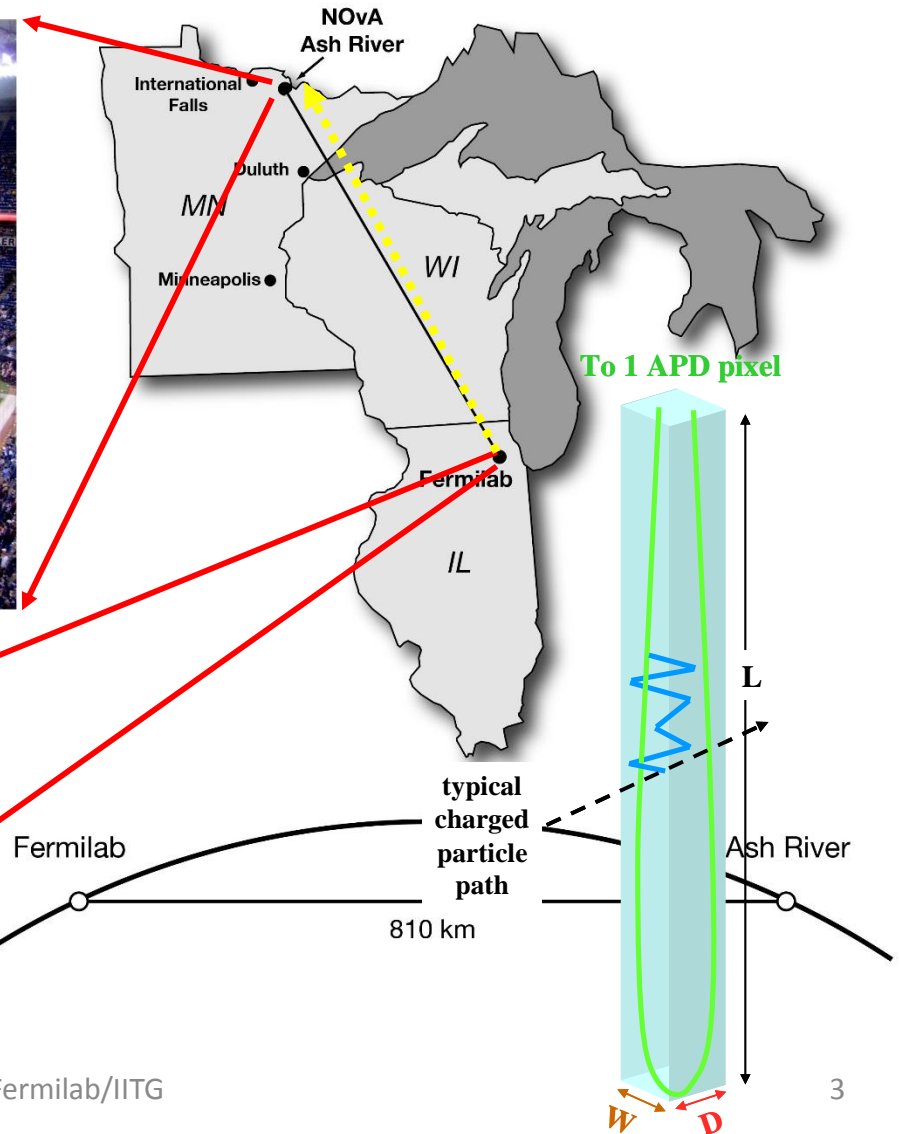 NOvA
Ash River
International
Falls
Duluth
MN
WI
Minneapolis
To 1 APD pixel
Fermilab
IL
L
typical
charged
particle
path
Fermilab
Ash River
810 km
Fermilab/IITG
3
W
D